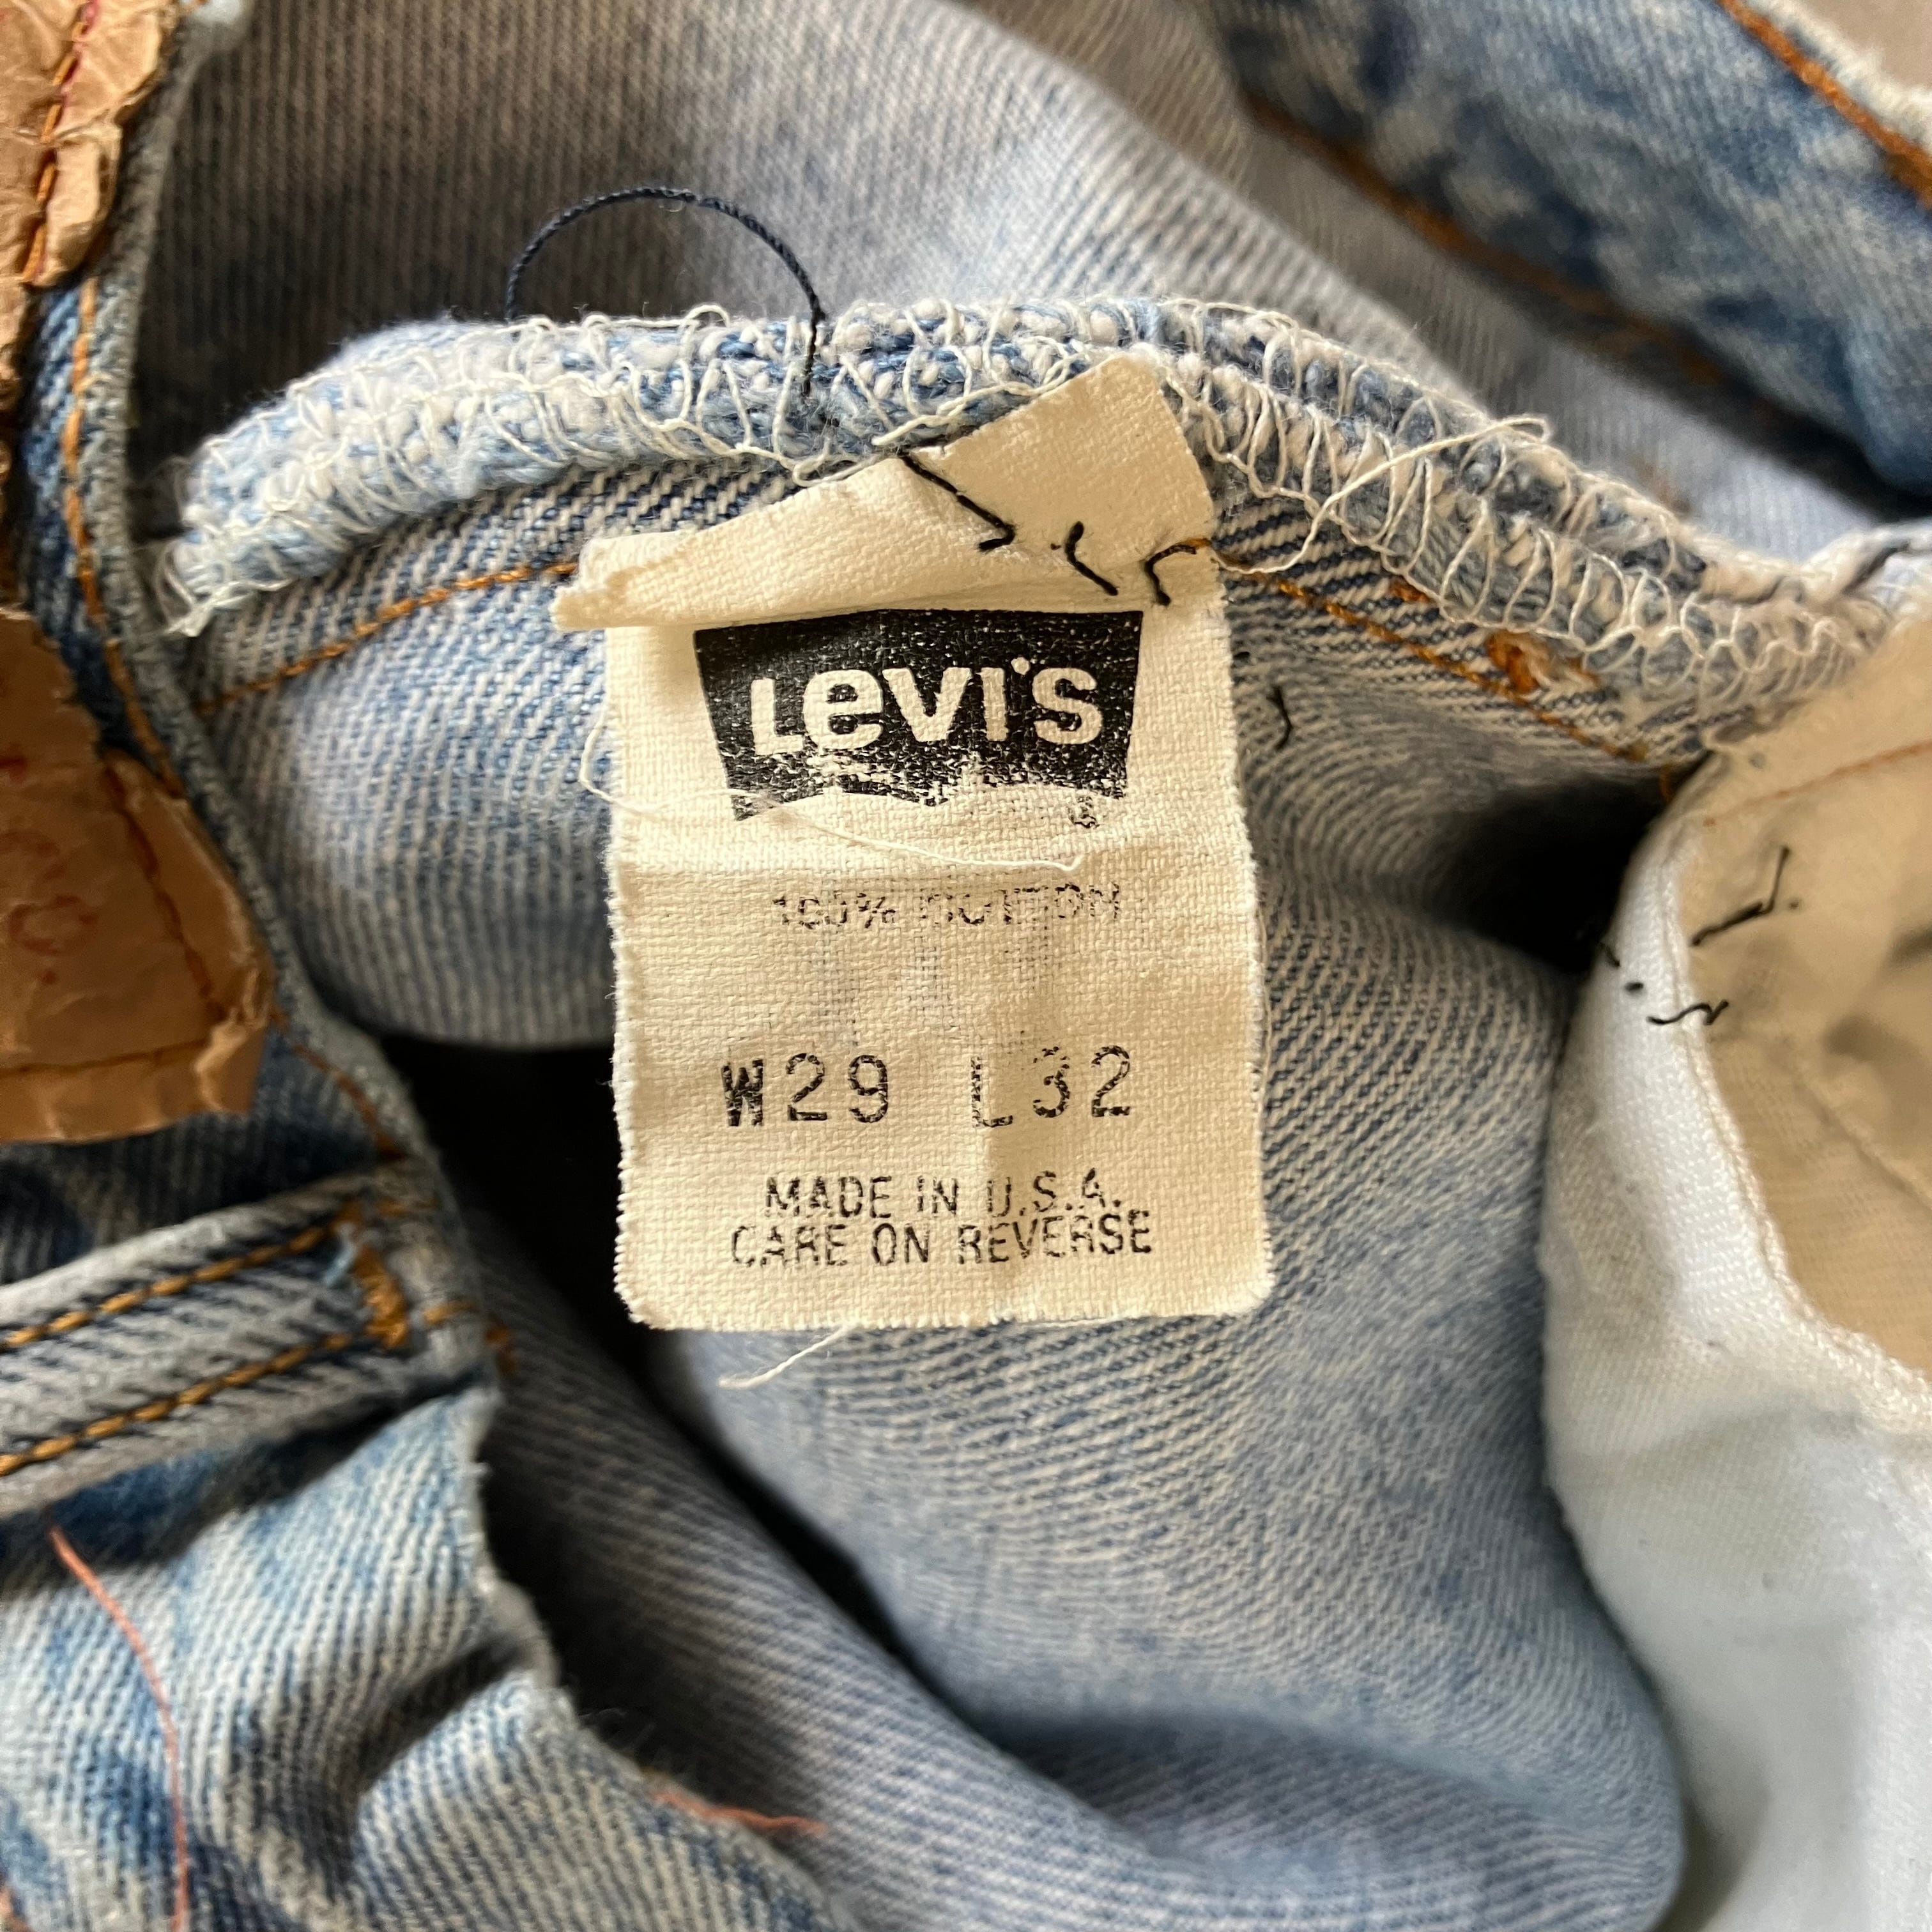 Levi's
100% COTTON
W29 L32
MADE IN U.S.A.
CARE ON REVERSE